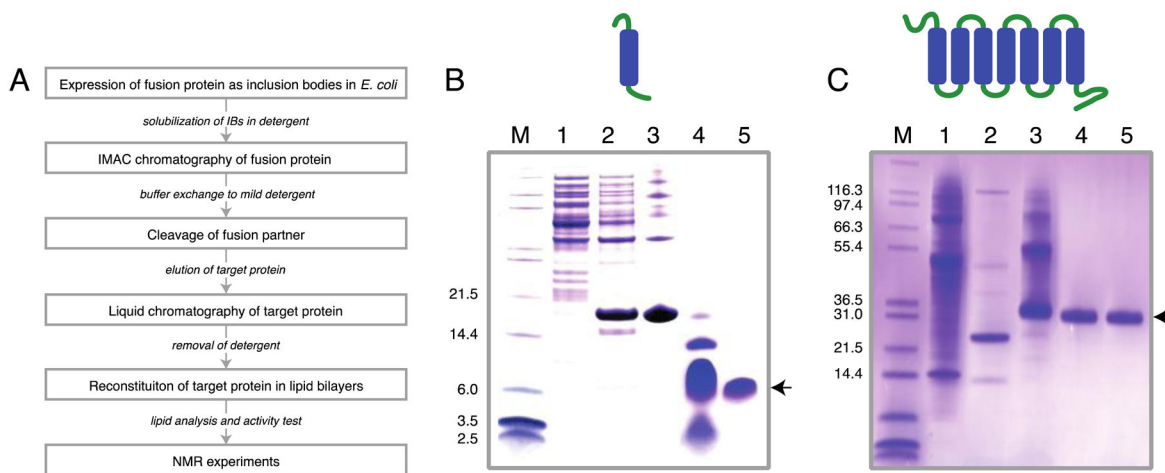 A
Expression of fusion protein as inclusion bodies in E. coli
solubilization of IBs in detergent
IMAC chromatography of fusion protein
buffer exchange to mild detergent
Cleavage of fusion partner
elution of target protein
Liquid chromatography of target protein
removal of detergent
Reconstituiton of target protein in lipid bilayers
lipid analysis and activity test
NMR experiments
B
M 1 2 3 4 5
21.5
14.4
6.0
3.5
2.5
C
M 1 2 3 4 5
116.3
97.4
66.3
55.4
36.5
31.0
21.5
14.4